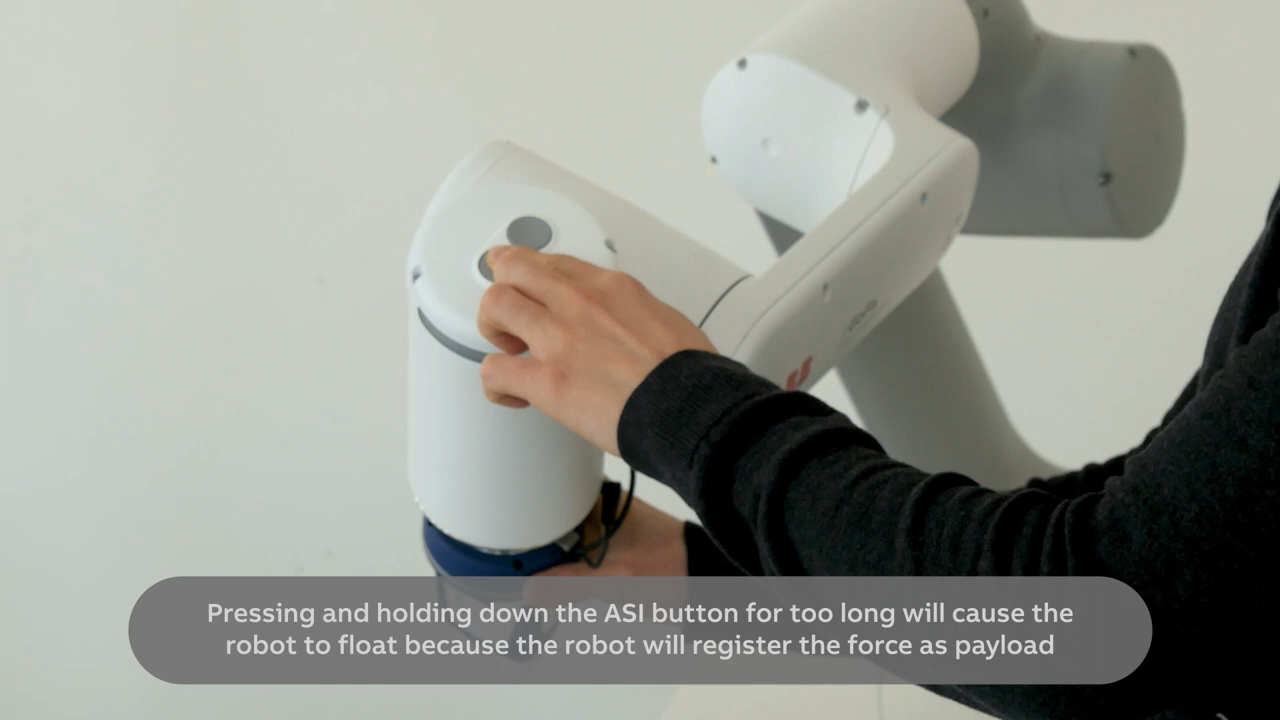 Pressing and holding down the ASI button for too long will cause the
robot to float because the robot will register the force as payload